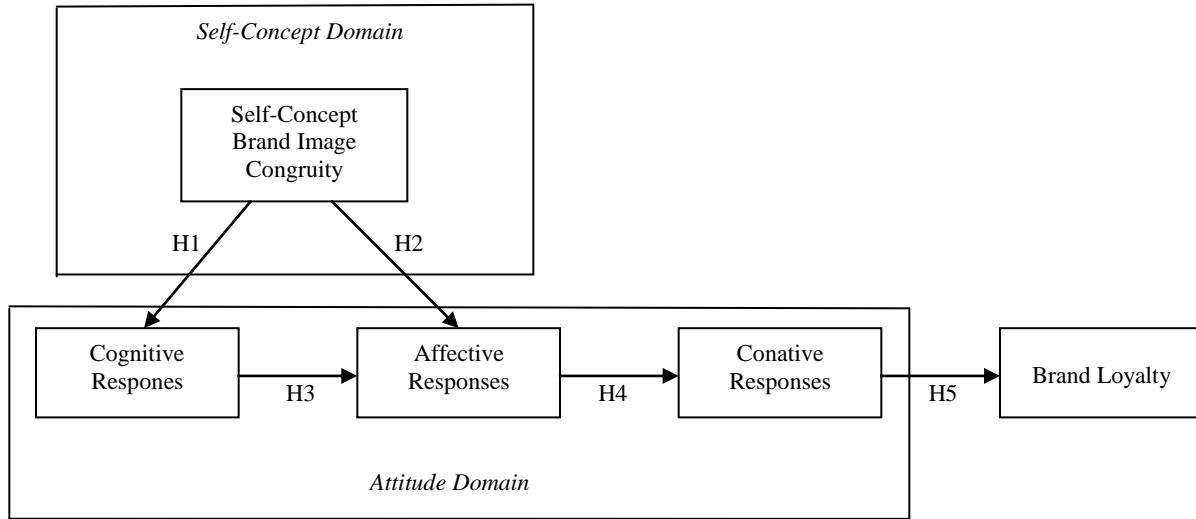 Self-Concept Domain
Self-Concept
Brand Image
Congruity
H1
H2
Cognitive
Respones
Affective
Responses
Conative
Responses
Brand Loyalty
H3
H4
H5
Attitude Domain